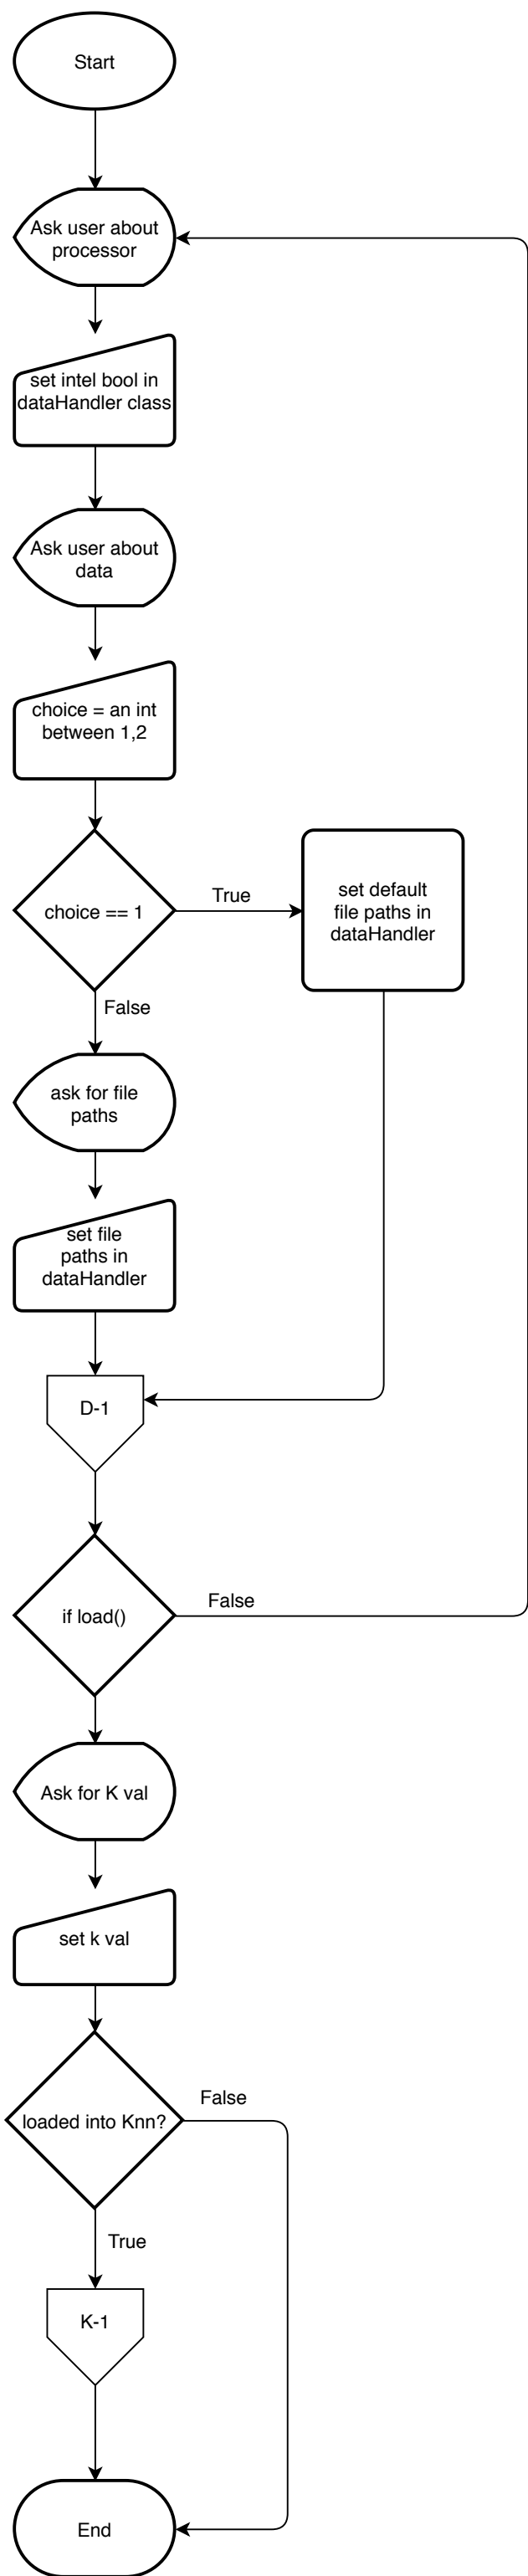 Start
Ask user about
processor
set intel bool in
dataHandler class
Ask user about
data
choice = an int
between 1,2
choice == 1
True
set default
file paths in
dataHandler
False
ask for file
paths
set file
paths in
dataHandler
D-1
if load()
False
Ask for K val
set k val
loaded into Knn?
False
True
K-1
End